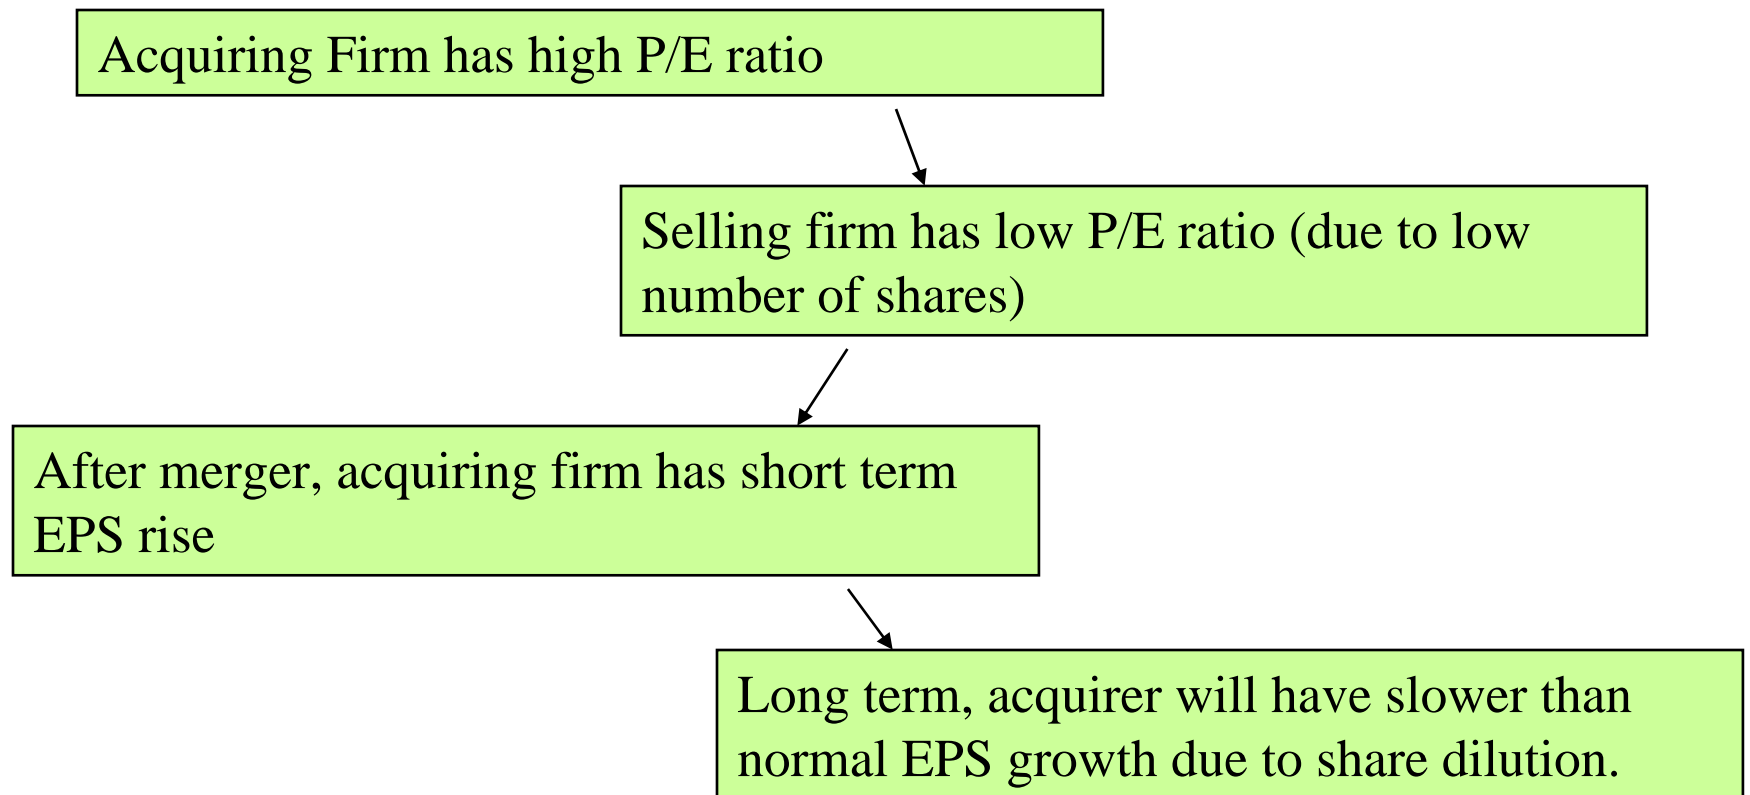 Acquiring Firm has high P/E ratio
Selling firm has low P/E ratio (due to low
number of shares)
After merger, acquiring firm has short term
EPS rise
Long term, acquirer will have slower than
normal EPS growth due to share dilution.